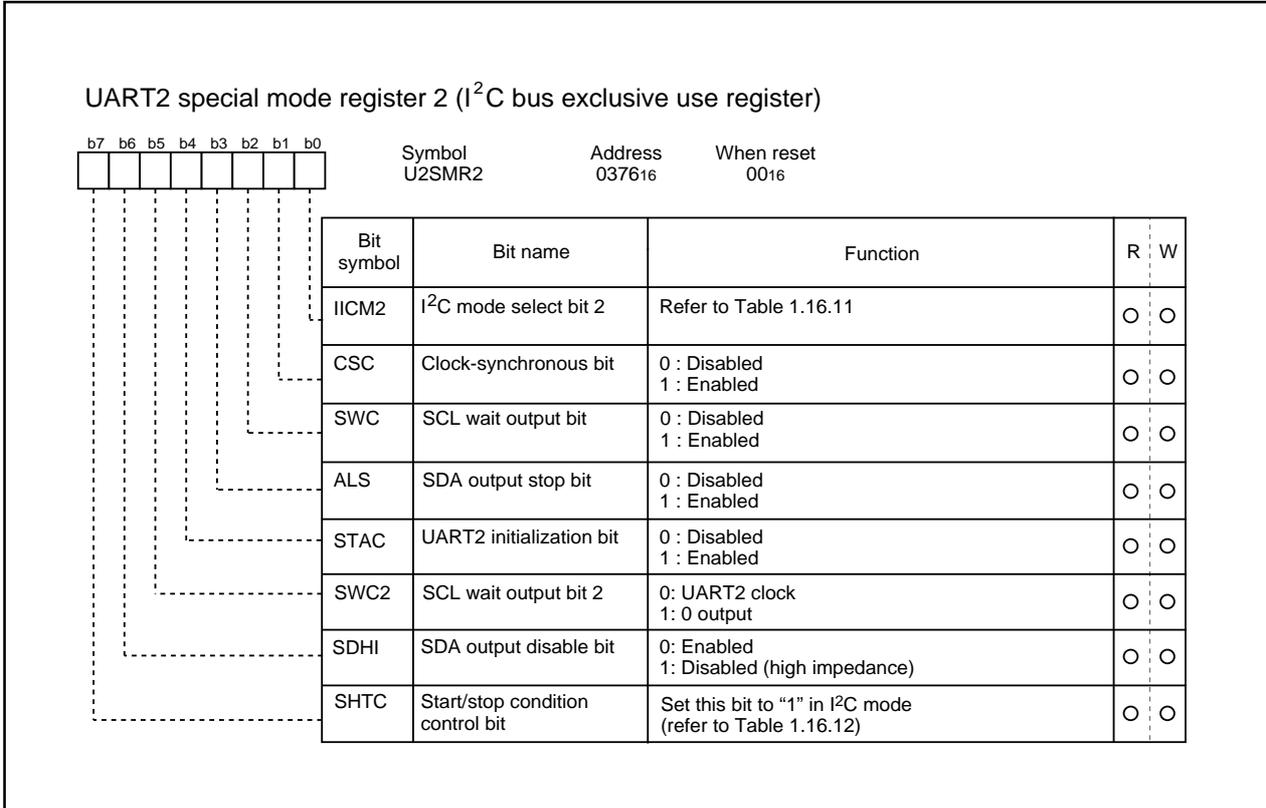 UART2 special mode register 2 (I²C bus exclusive use register)
b7 b6 b5 b4 b3 b2 b1 b0
Symbol Address When reset
U2SMR2 037616 0016
Bit symbol Bit name Function R W
IICM2 I²C mode select bit 2 Refer to Table 1.16.11
CSC Clock-synchronous bit 0 : Disabled
1 : Enabled
SWC SCL wait output bit 0 : Disabled
1 : Enabled
ALS SDA output stop bit 0 : Disabled
1 : Enabled
STAC UART2 initialization bit 0 : Disabled
1 : Enabled
SWC2 SCL wait output bit 2 0: UART2 clock
1: 0 output
SDHI SDA output disable bit 0: Enabled
1: Disabled (high impedance)
SHTC Start/stop condition control bit Set this bit to “1” in I²C mode
(refer to Table 1.16.12)